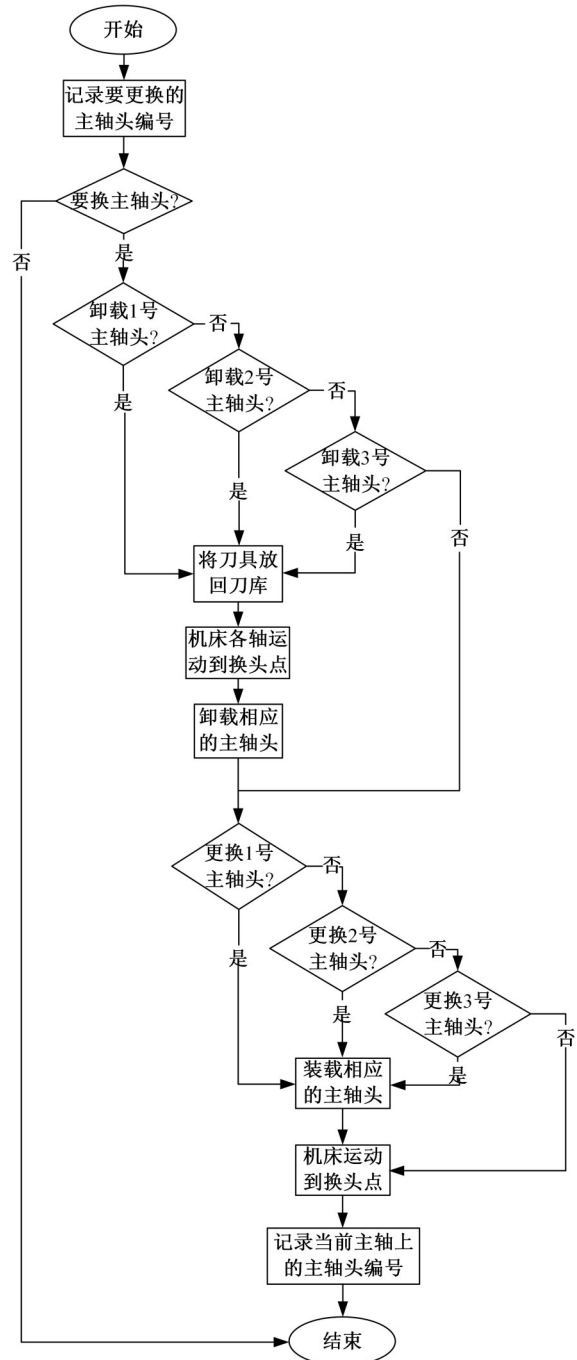 开始
记录要更换的
主轴头编号
要换主轴头?
否
是
卸载1号
主轴头?
否
是
卸载2号
主轴头?
否
是
卸载3号
主轴头?
否
是
将刀具放
回刀库
机床各轴运
动到换头点
卸载相应
的主轴头
更换1号
主轴头?
否
是
更换2号
主轴头?
否
是
更换3号
主轴头?
否
是
装载相应
的主轴头
机床运动
到换头点
记录当前主轴上
的主轴头编号
结束